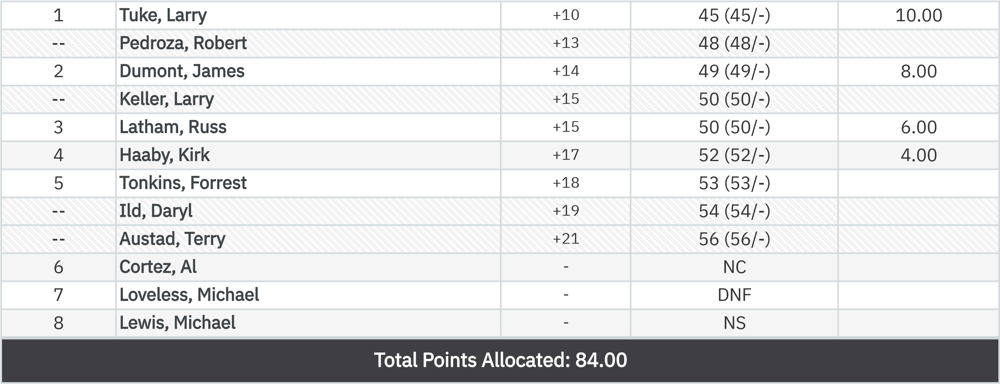 1 Tuke, Larry +10 45 (45/-) 10.00
-- Pedroza, Robert +13 48 (48/-)
2 Dumont, James +14 49 (49/-) 8.00
-- Keller, Larry +15 50 (50/-)
3 Latham, Russ +15 50 (50/-) 6.00
4 Haaby, Kirk +17 52 (52/-) 4.00
5 Tonkins, Forrest +18 53 (53/-)
-- Ild, Daryl +19 54 (54/-)
-- Austad, Terry +21 56 (56/-)
6 Cortez, Al - NC
7 Loveless, Michael - DNF
8 Lewis, Michael - NS
Total Points Allocated: 84.00